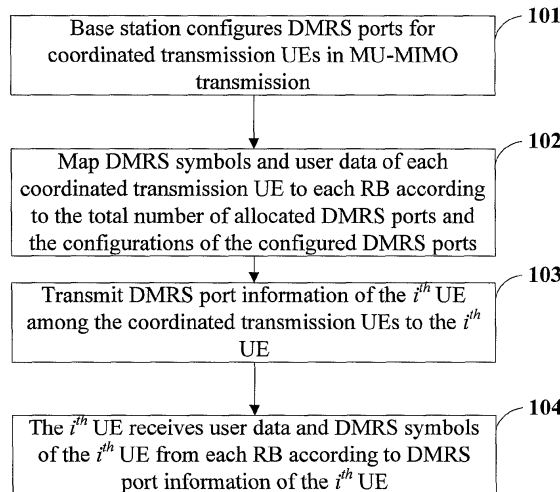 101
Base station configures DMRS ports for
coordinated transmission UEs in MU-MIMO
transmission
102
Map DMRS symbols and user data of each
coordinated transmission UE to each RB according
to the total number of allocated DMRS ports and
the configurations of the configured DMRS ports
103
Transmit DMRS port information of the i^th UE
among the coordinated transmission UEs to the i^th
UE
104
The i^th UE receives user data and DMRS symbols
of the i^th UE from each RB according to DMRS
port information of the i^th UE